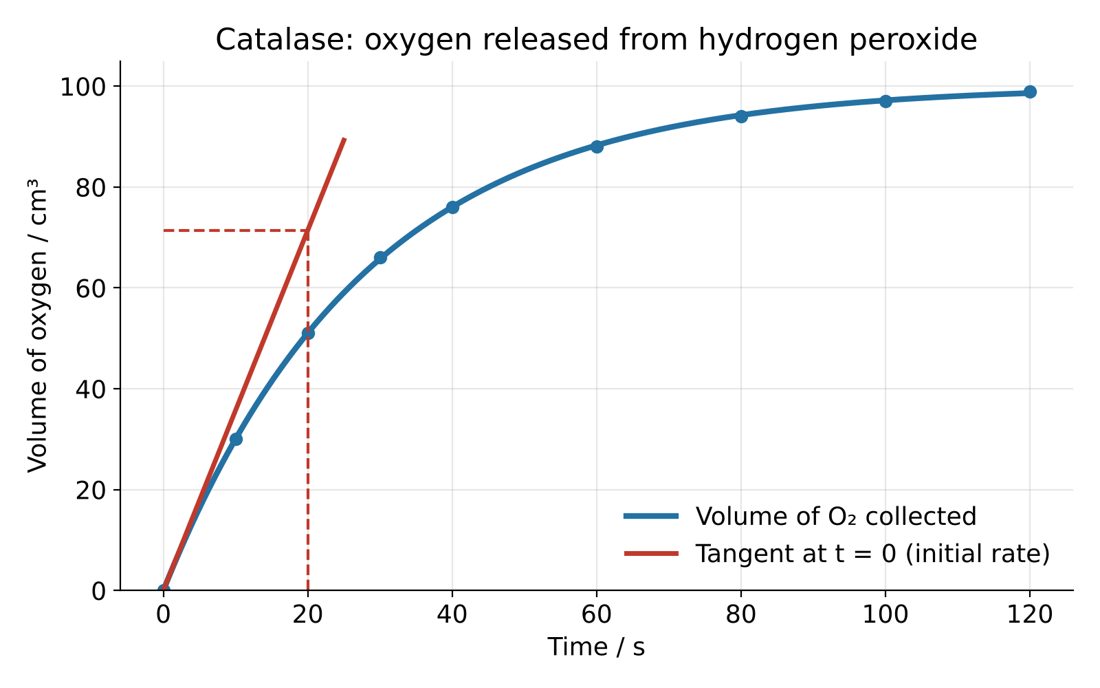 Catalase: oxygen released from hydrogen peroxide
Volume of oxygen / cm³
100
80
60
40
20
0
Volume of O₂ collected
Tangent at t = 0 (initial rate)
0 20 40 60 80 100 120
Time / s